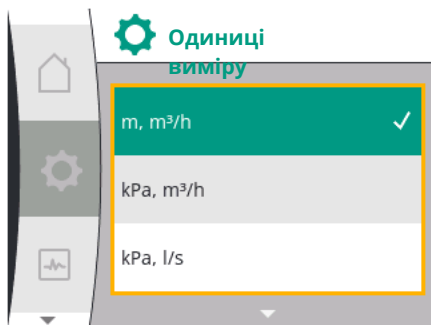 Одиниці
виміру
m, m³/h
kPa, m³/h
kPa, l/s